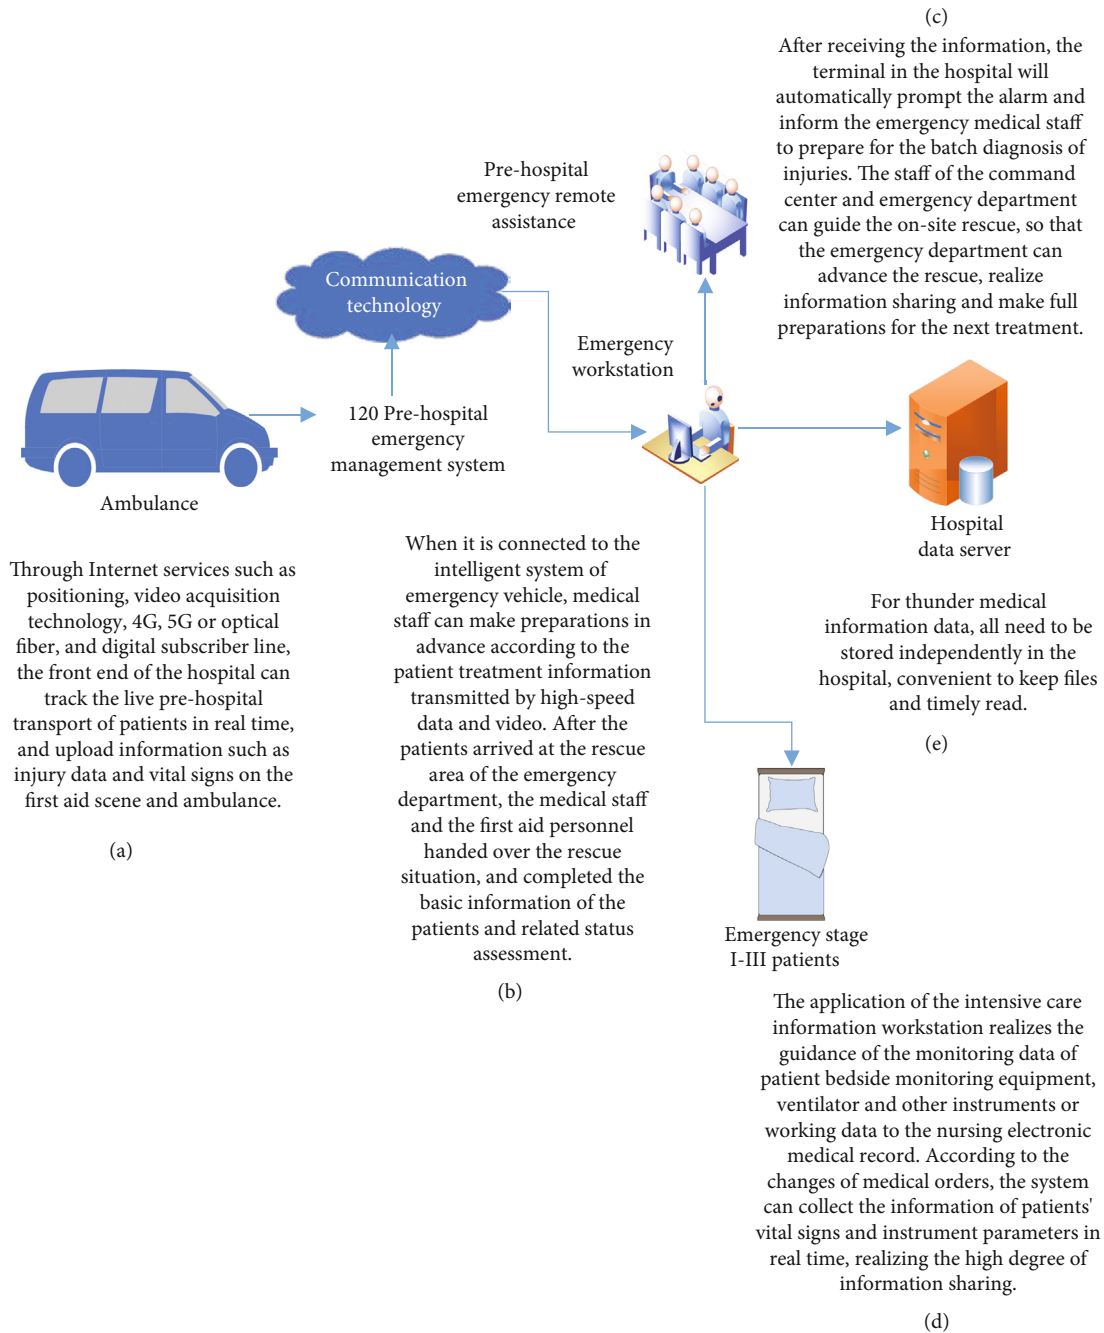 (c)
After receiving the information, the
terminal in the hospital will
automatically prompt the alarm and
inform the emergency medical staff
to prepare for the batch diagnosis of
injuries. The staff of the command
center and emergency department
can guide the on-site rescue, so that
the emergency department can
advance the rescue, realize
information sharing and make full
preparations for the next treatment.
Pre-hospital
emergency remote
assistance
Communication
technology
Emergency
workstation
120 Pre-hospital
emergency
management system
Ambulance
Hospital
data server
Through Internet services such as
positioning, video acquisition
technology, 4G, 5G or optical
fiber, and digital subscriber line,
the front end of the hospital can
track the live pre-hospital
transport of patients in real time,
and upload information such as
injury data and vital signs on the
first aid scene and ambulance.
(a)
When it is connected to the
intelligent system of
emergency vehicle, medical
staff can make preparations in
advance according to the
patient treatment information
transmitted by high-speed
data and video. After the
patients arrived at the rescue
area of the emergency
department, the medical staff
and the first aid personnel
handed over the rescue
situation, and completed the
basic information of the
patients and related status
assessment.
(b)
For thunder medical
information data, all need to be
stored independently in the
hospital, convenient to keep files
and timely read.
(e)
Emergency stage
I-III patients
The application of the intensive care
information workstation realizes the
guidance of the monitoring data of
patient bedside monitoring equipment,
ventilator and other instruments or
working data to the nursing electronic
medical record. According to the
changes of medical orders, the system
can collect the information of patients'
vital signs and instrument parameters in
real time, realizing the high degree of
information sharing.
(d)